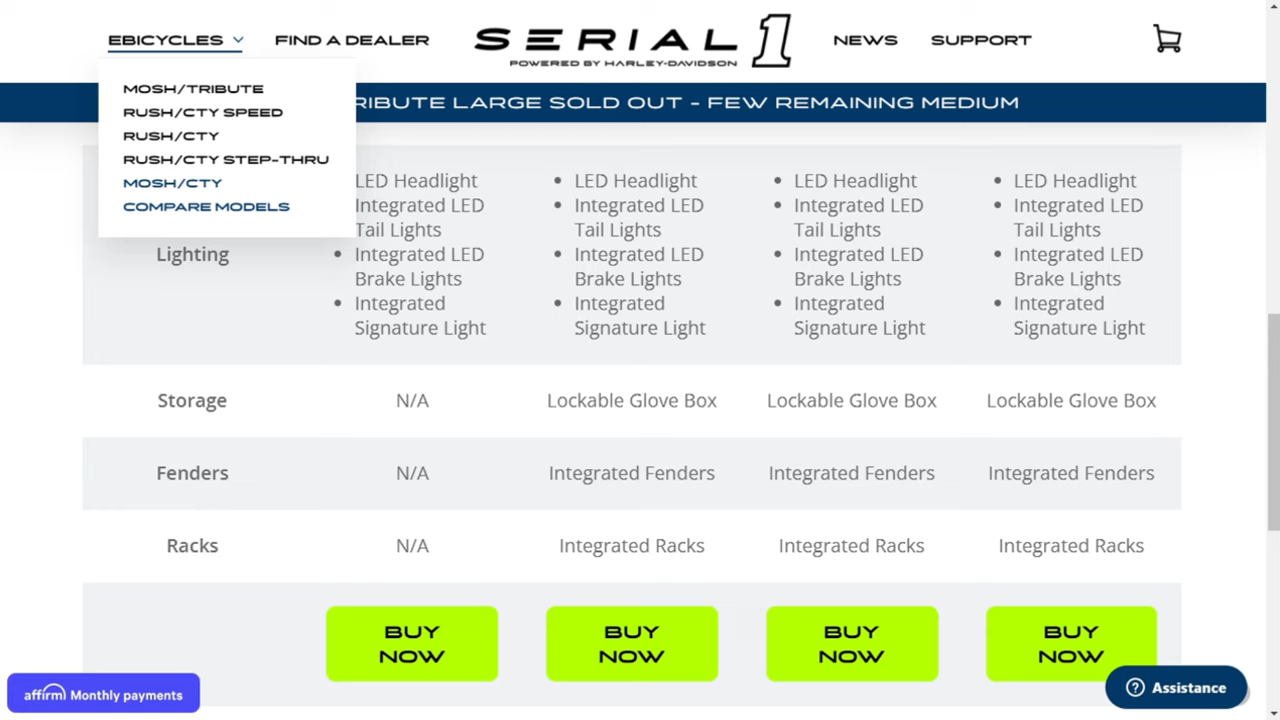 EBICYCLES
FIND A DEALER
SERIAL 1
POWERED BY HARLEY-DAVIDSON
NEWS
SUPPORT
MOSH/TRIBUTE
RUSH/CTY SPEED
RUSH/CTY
RUSH/CTY STEP-THRU
MOSH/CTY
COMPARE MODELS
RIBUTE LARGE SOLD OUT - FEW REMAINING MEDIUM
Lighting
LED Headlight
Integrated LED
Tail Lights
Integrated LED
Brake Lights
Integrated
Signature Light
• LED Headlight
• Integrated LED
Tail Lights
• Integrated LED
Brake Lights
• Integrated
Signature Light
• LED Headlight
• Integrated LED
Tail Lights
• Integrated LED
Brake Lights
• Integrated
Signature Light
• LED Headlight
• Integrated LED
Tail Lights
• Integrated LED
Brake Lights
• Integrated
Signature Light
Storage N/A Lockable Glove Box Lockable Glove Box Lockable Glove Box
Fenders N/A Integrated Fenders Integrated Fenders Integrated Fenders
Racks N/A Integrated Racks Integrated Racks Integrated Racks
BUY
NOW
BUY
NOW
BUY
NOW
BUY
NOW
affirm Monthly payments
? Assistance